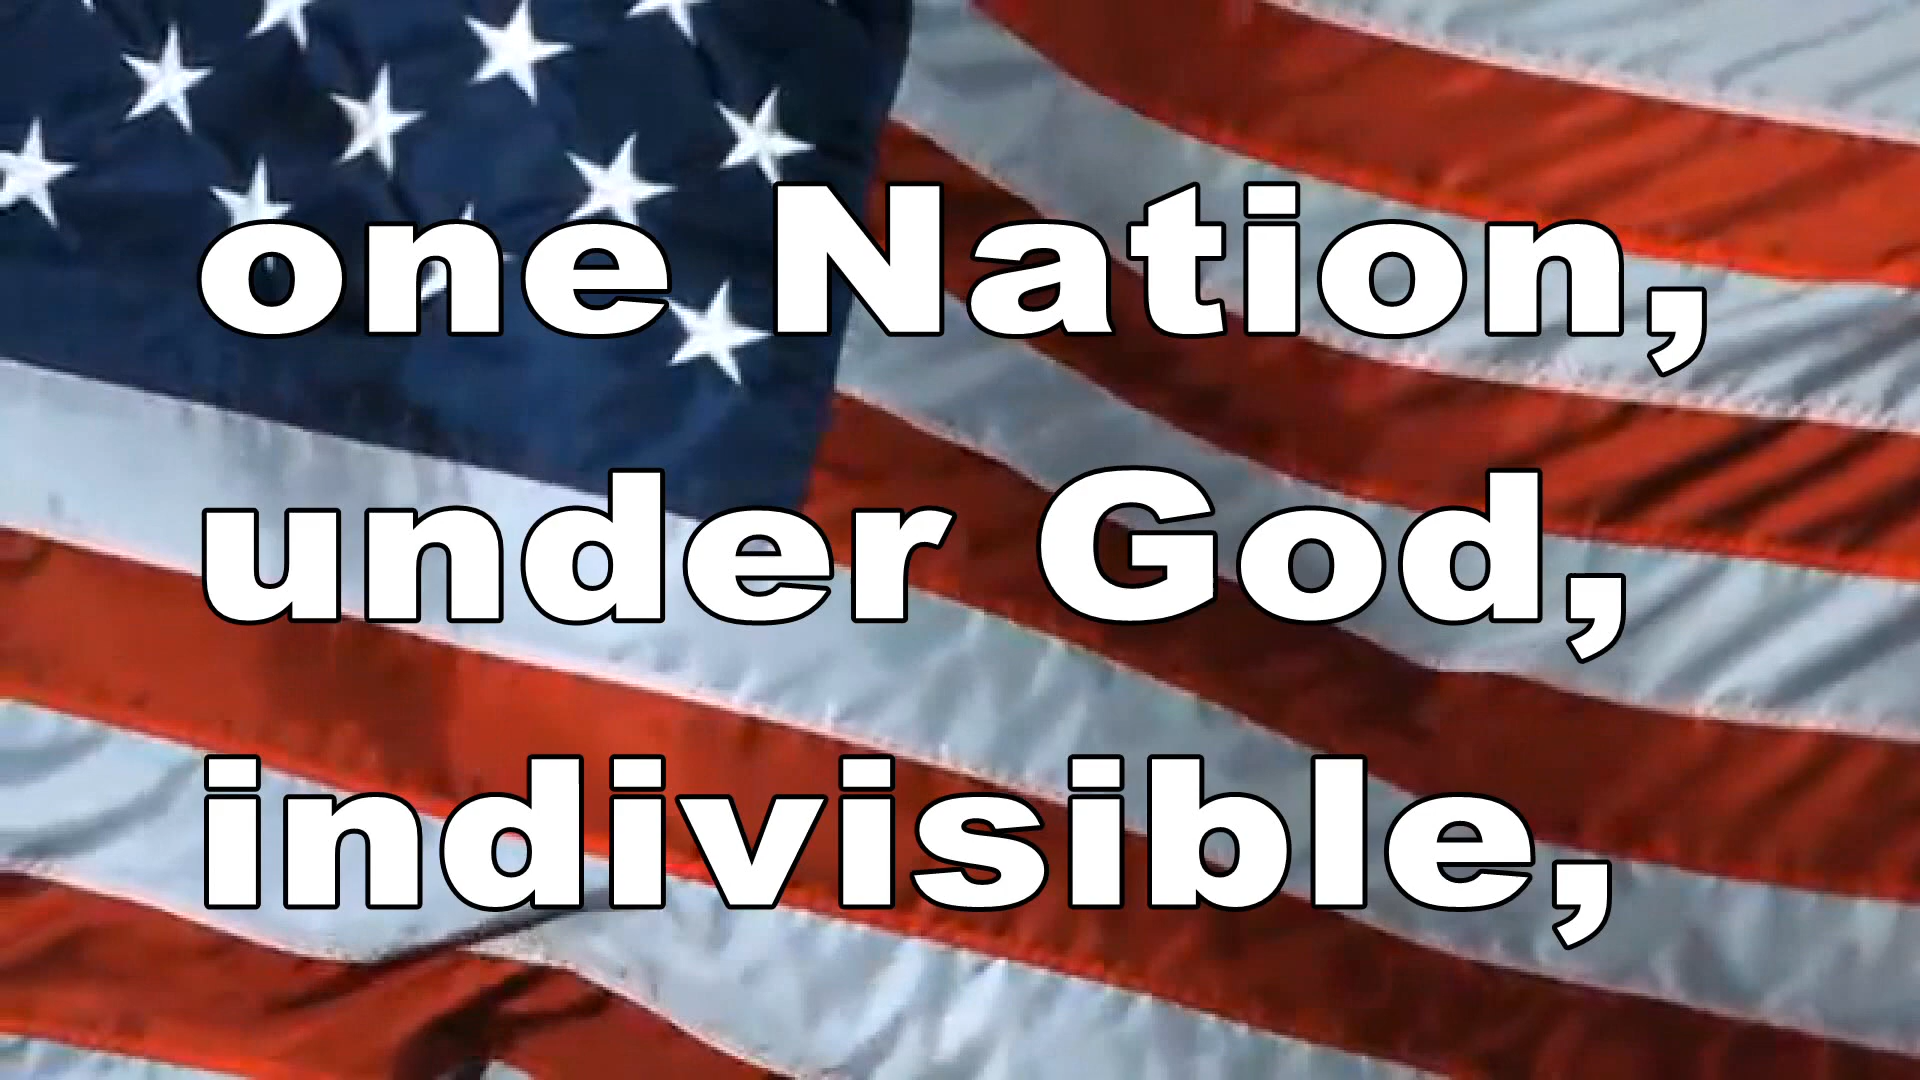 one Nation,
under God,
indivisible,